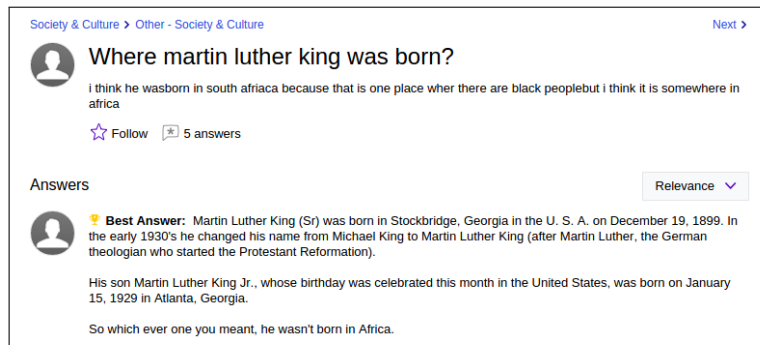 Society & Culture > Other - Society & Culture
Next >
Where martin luther king was born?
i think he wasborn in south afriaca because that is one place wher there are black peoplebut i think it is somewhere in
africa
Follow 5 answers
Answers
Relevance
Best Answer: Martin Luther King (Sr) was born in Stockbridge, Georgia in the U. S. A. on December 19, 1899. In
the early 1930's he changed his name from Michael King to Martin Luther King (after Martin Luther, the German
theologian who started the Protestant Reformation).
His son Martin Luther King Jr., whose birthday was celebrated this month in the United States, was born on January
15, 1929 in Atlanta, Georgia.
So which ever one you meant, he wasn't born in Africa.